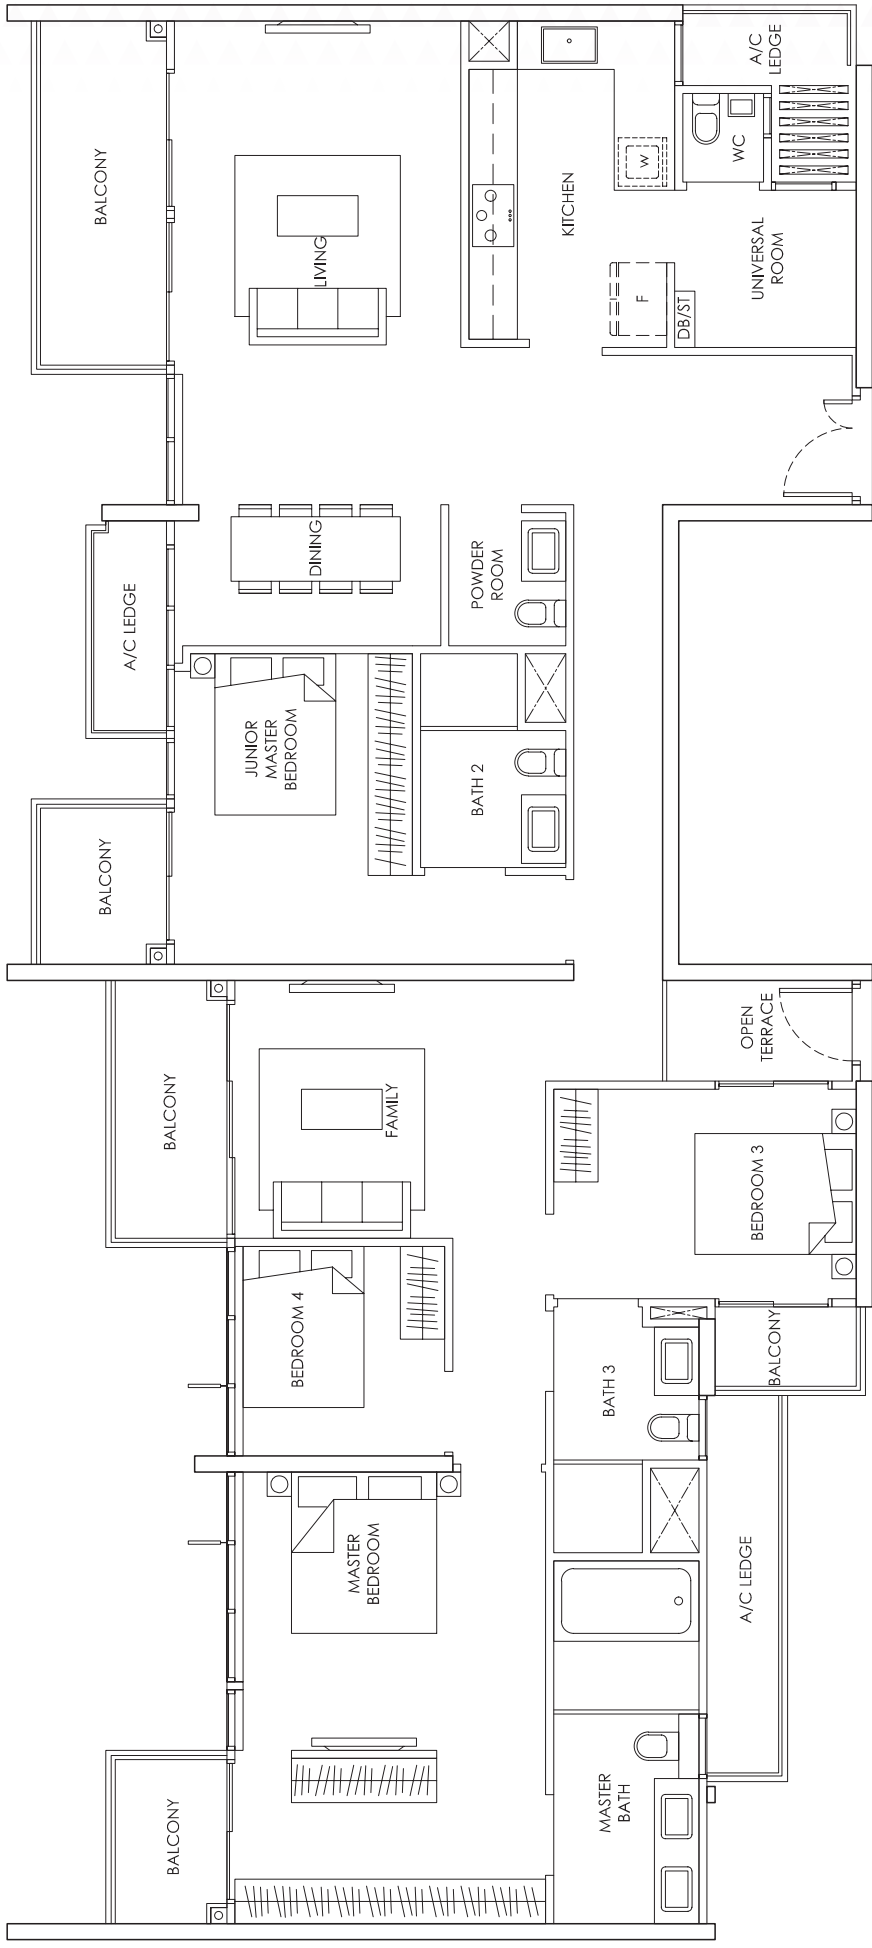 A/C
LEDGE
BALCONY
W
WC
KITCHEN
LIVING
UNIVERSAL
ROOM
F
DB/ST
DINING
POWDER
ROOM
A/C LEDGE
JUNIOR
MASTER
BEDROOM
BATH 2
BALCONY
OPEN
TERRACE
BALCONY
FAMILY
BEDROOM 3
BEDROOM 4
BALCONY
BATH 3
MASTER
BEDROOM
A/C LEDGE
MASTER
BATH
BALCONY